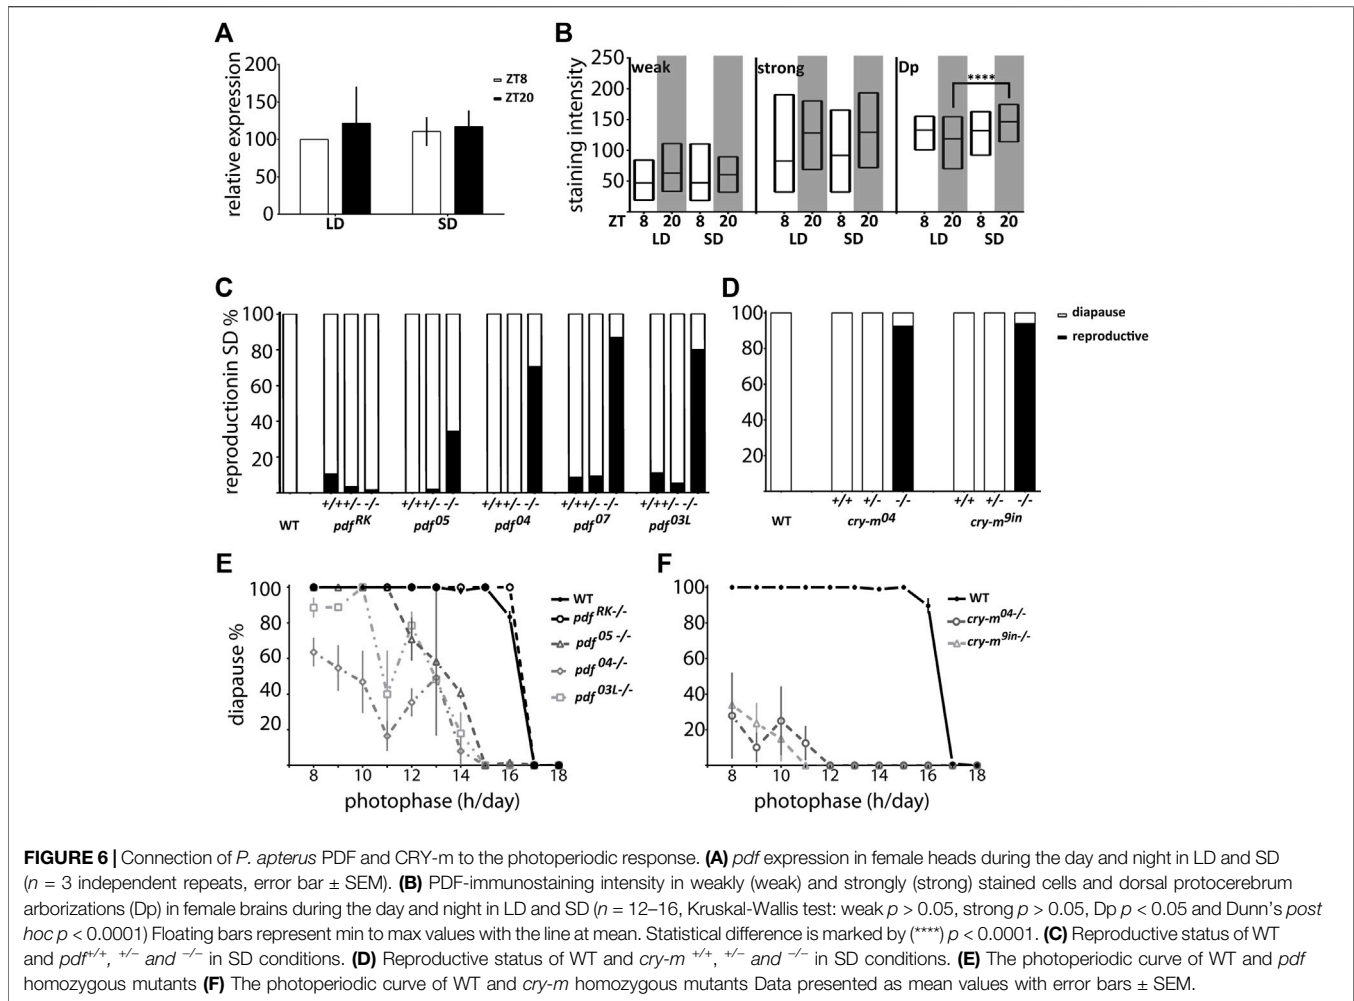 A
relative expression
200
150
100
50
0
LD
SD
ZT8
ZT20
B
staining intensity
250
200
150
100
50
weak
strong
Dp
****
ZT 8 20 8 20 8 20 8 20 8 20 8 20
LD SD LD SD LD SD
C
reproductionin SD %
100
80
60
40
20
+/++/- -/- +/++/- -/- +/++/- -/- +/++/- -/- +/++/- -/-
WT pdfRK pdf05 pdf04 pdf07 pdf03L
D
100
80
60
40
20
+/+ +/- -/- +/+ +/- -/-
WT cry-m04 cry-m9in
diapause
reproductive
E
diapause %
100
80
60
40
20
8 10 12 14 16 18
photophase (h/day)
WT
pdf RK-/-
pdf 05 -/-
pdf 04-/-
pdf 03L-/-
F
100
80
60
40
20
8 10 12 14 16 18
photophase (h/day)
WT
cry-m04-/-
cry-m9in-/-
FIGURE 6 | Connection of P. apterus PDF and CRY-m to the photoperiodic response. (A) pdf expression in female heads during the day and night in LD and SD
(n = 3 independent repeats, error bar ± SEM). (B) PDF-immunostaining intensity in weakly (weak) and strongly (strong) stained cells and dorsal protocerebrum
arborizations (Dp) in female brains during the day and night in LD and SD (n = 12–16, Kruskal-Wallis test: weak p > 0.05, strong p > 0.05, Dp p < 0.05 and Dunn's post
hoc p < 0.0001) Floating bars represent min to max values with the line at mean. Statistical difference is marked by (****) p < 0.0001. (C) Reproductive status of WT
and pdf+/+, +/− and −/− in SD conditions. (D) Reproductive status of WT and cry-m +/+, +/− and −/− in SD conditions. (E) The photoperiodic curve of WT and pdf
homozygous mutants (F) The photoperiodic curve of WT and cry-m homozygous mutants Data presented as mean values with error bars ± SEM.